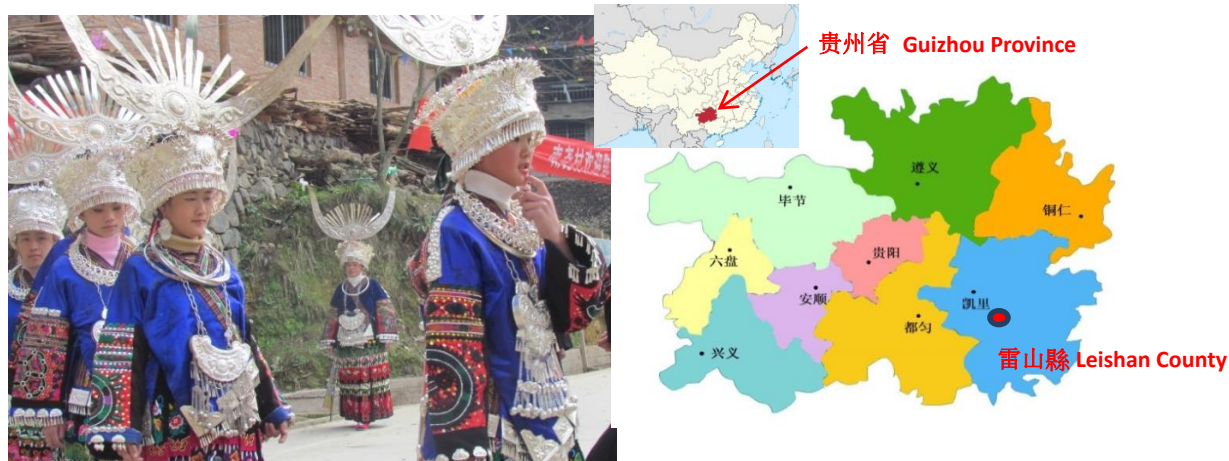 贵州省 Guizhou Province
遵义
毕节
铜仁
六盘
贵阳
安顺
凯里
都匀
兴义
雷山縣 Leishan County